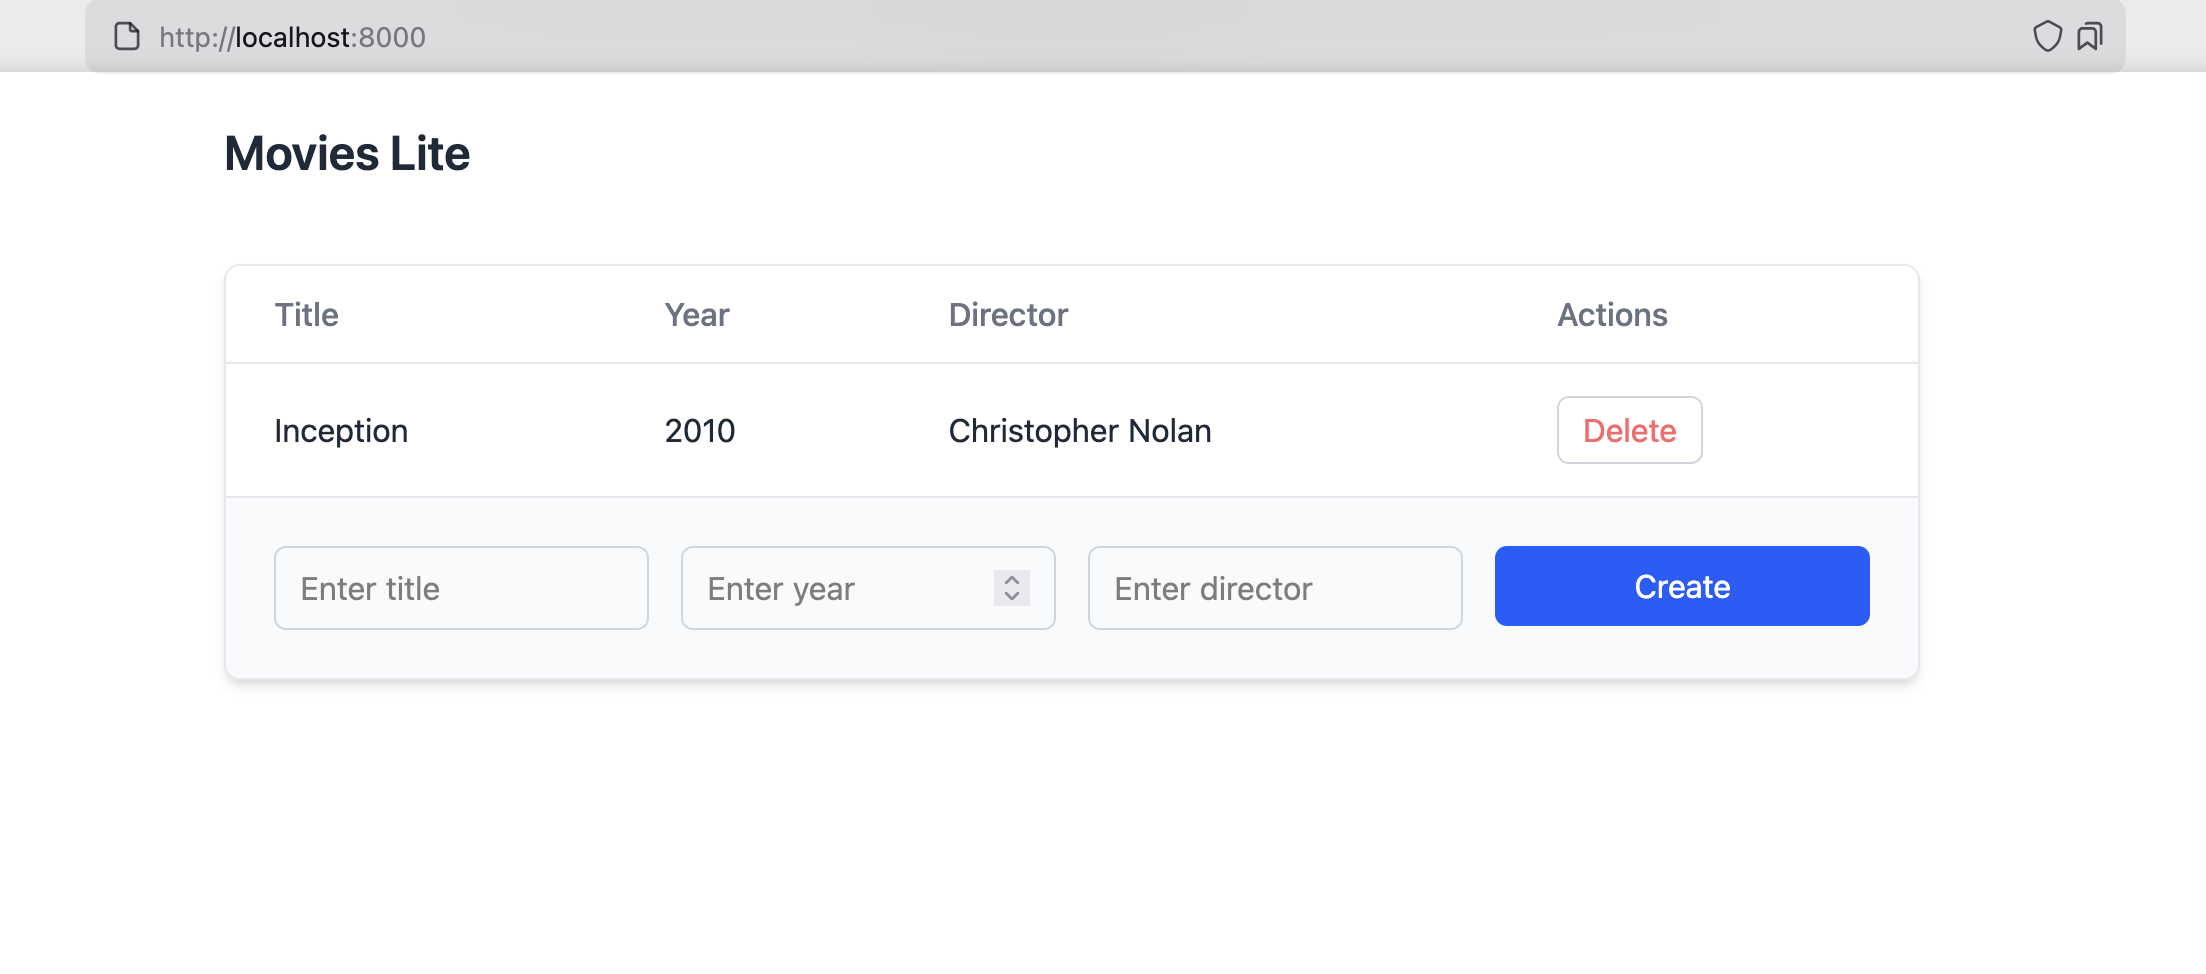 http://localhost:8000
Movies Lite
Title Year Director Actions
Inception 2010 Christopher Nolan Delete
Enter title Enter year Enter director Create